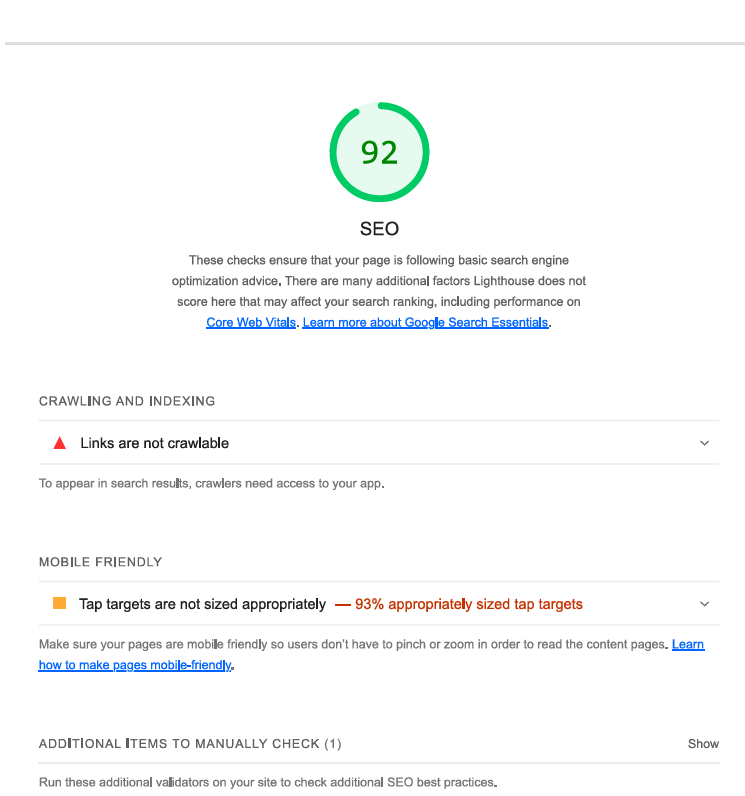 92
SEO
These checks ensure that your page is following basic search engine
optimization advice. There are many additional factors Lighthouse does not
score here that may affect your search ranking, including performance on
Core Web Vitals. Learn more about Google Search Essentials.
CRAWLING AND INDEXING
Links are not crawlable
To appear in search results, crawlers need access to your app.
MOBILE FRIENDLY
Tap targets are not sized appropriately — 93% appropriately sized tap targets
Make sure your pages are mobile friendly so users don’t have to pinch or zoom in order to read the content pages. Learn
how to make pages mobile-friendly.
ADDITIONAL ITEMS TO MANUALLY CHECK (1) Show
Run these additional validators on your site to check additional SEO best practices.